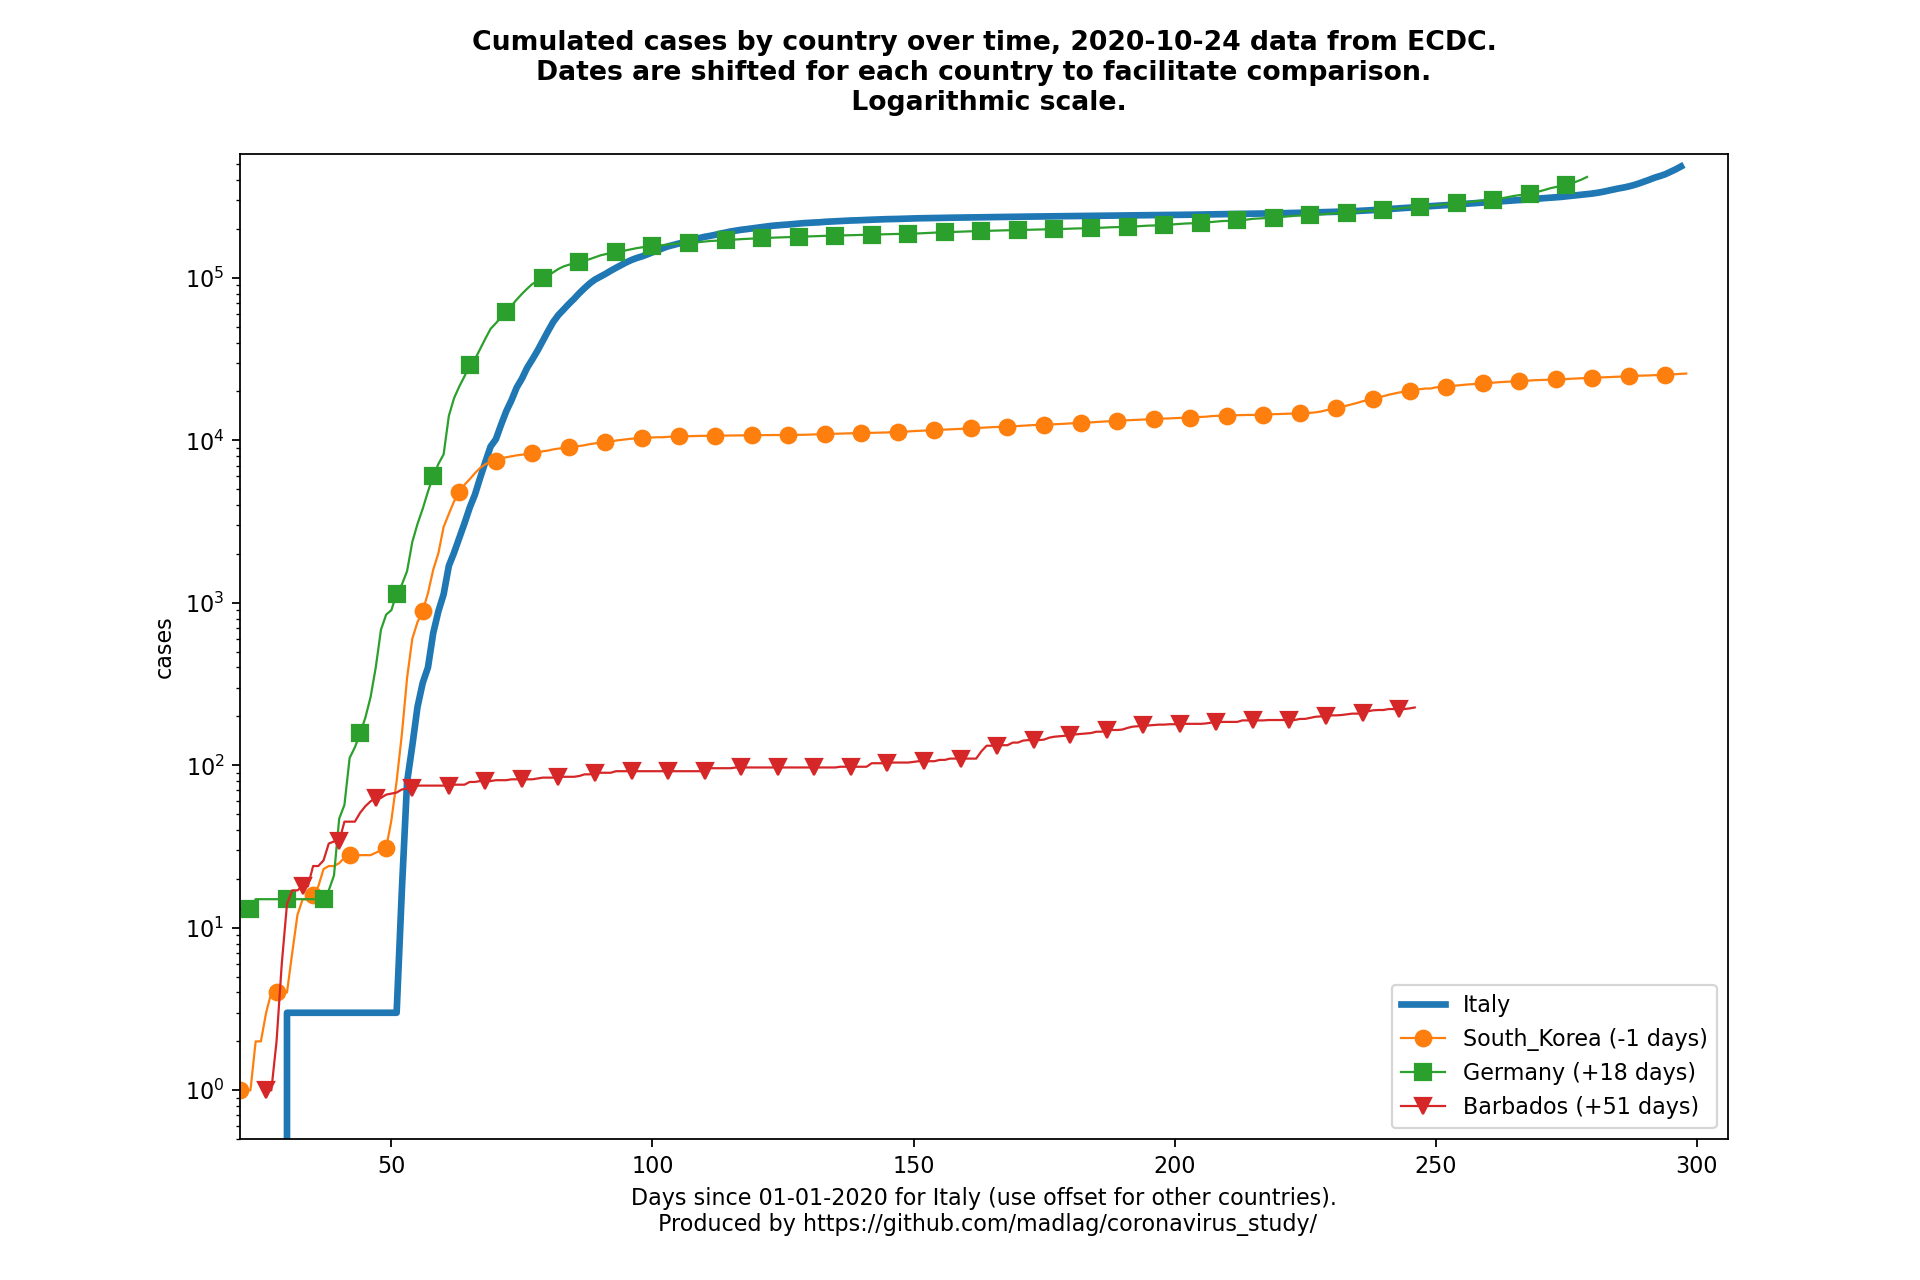 Cumulated cases by country over time, 2020-10-24 data from ECDC.
Dates are shifted for each country to facilitate comparison.
Logarithmic scale.
10^5
10^4
10^3
10^2
10^1
10^0
cases
50 100 150 200 250 300
Italy
South_Korea (-1 days)
Germany (+18 days)
Barbados (+51 days)
Days since 01-01-2020 for Italy (use offset for other countries).
Produced by https://github.com/madlag/coronavirus_study/